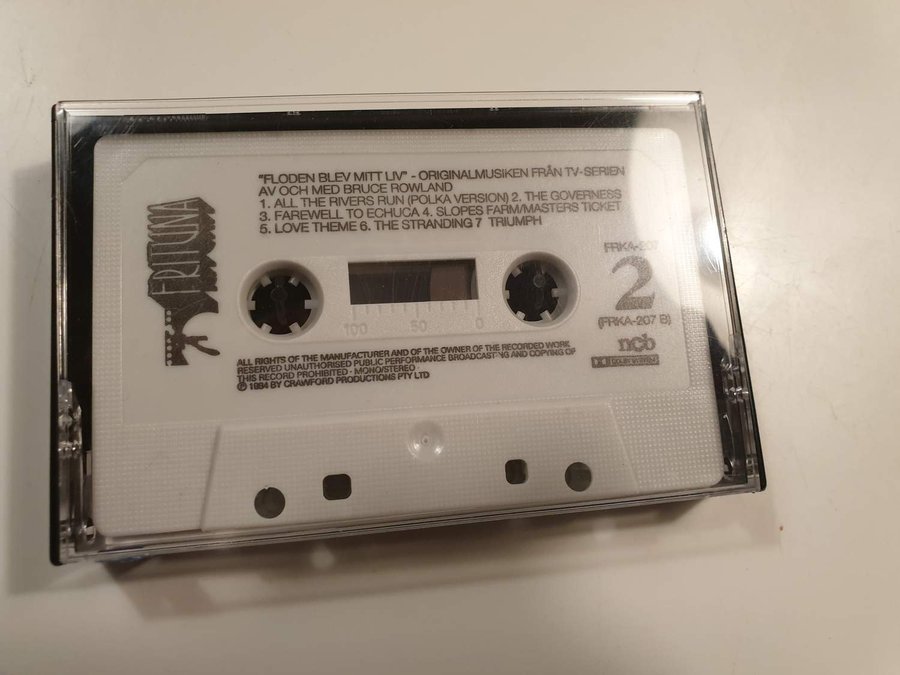 "FLODEN BLEV MITT LIV" - ORIGINALMUSIKEN FRÅN TV-SERIEN
AV OCH MED BRUCE ROWLAND
1. ALL THE RIVERS RUN (POLKA VERSION) 2. THE GOVERNESS
3. FAREWELL TO ECHUCA 4. SLOPES FARM/MASTERS TICKET
5. LOVE THEME 6. THE STRANDING 7 TRIUMPH
FRITUNA
FRKA-207
2
(FRKA-207 B)
ncb
DOLBY SYSTEM
100 50 0
ALL RIGHTS OF THE MANUFACTURER AND OF THE OWNER OF THE RECORDED WORK
RESERVED UNAUTHORISED PUBLIC PERFORMANCE BROADCASTING AND COPYING OF
THIS RECORD PROHIBITED - MONO/STEREO
℗ 1984 BY CRAWFORD PRODUCTIONS PTY LTD